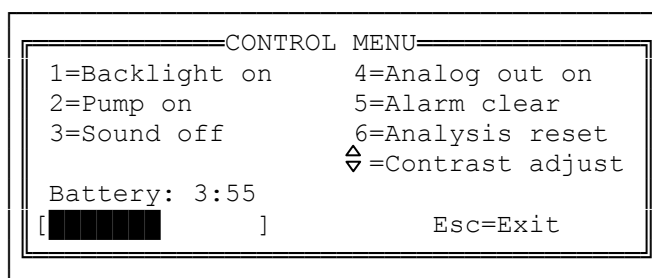 CONTROL MENU
1=Backlight on 4=Analog out on
2=Pump on 5=Alarm clear
3=Sound off 6=Analysis reset
=Contrast adjust
Battery: 3:55
[ ] Esc=Exit